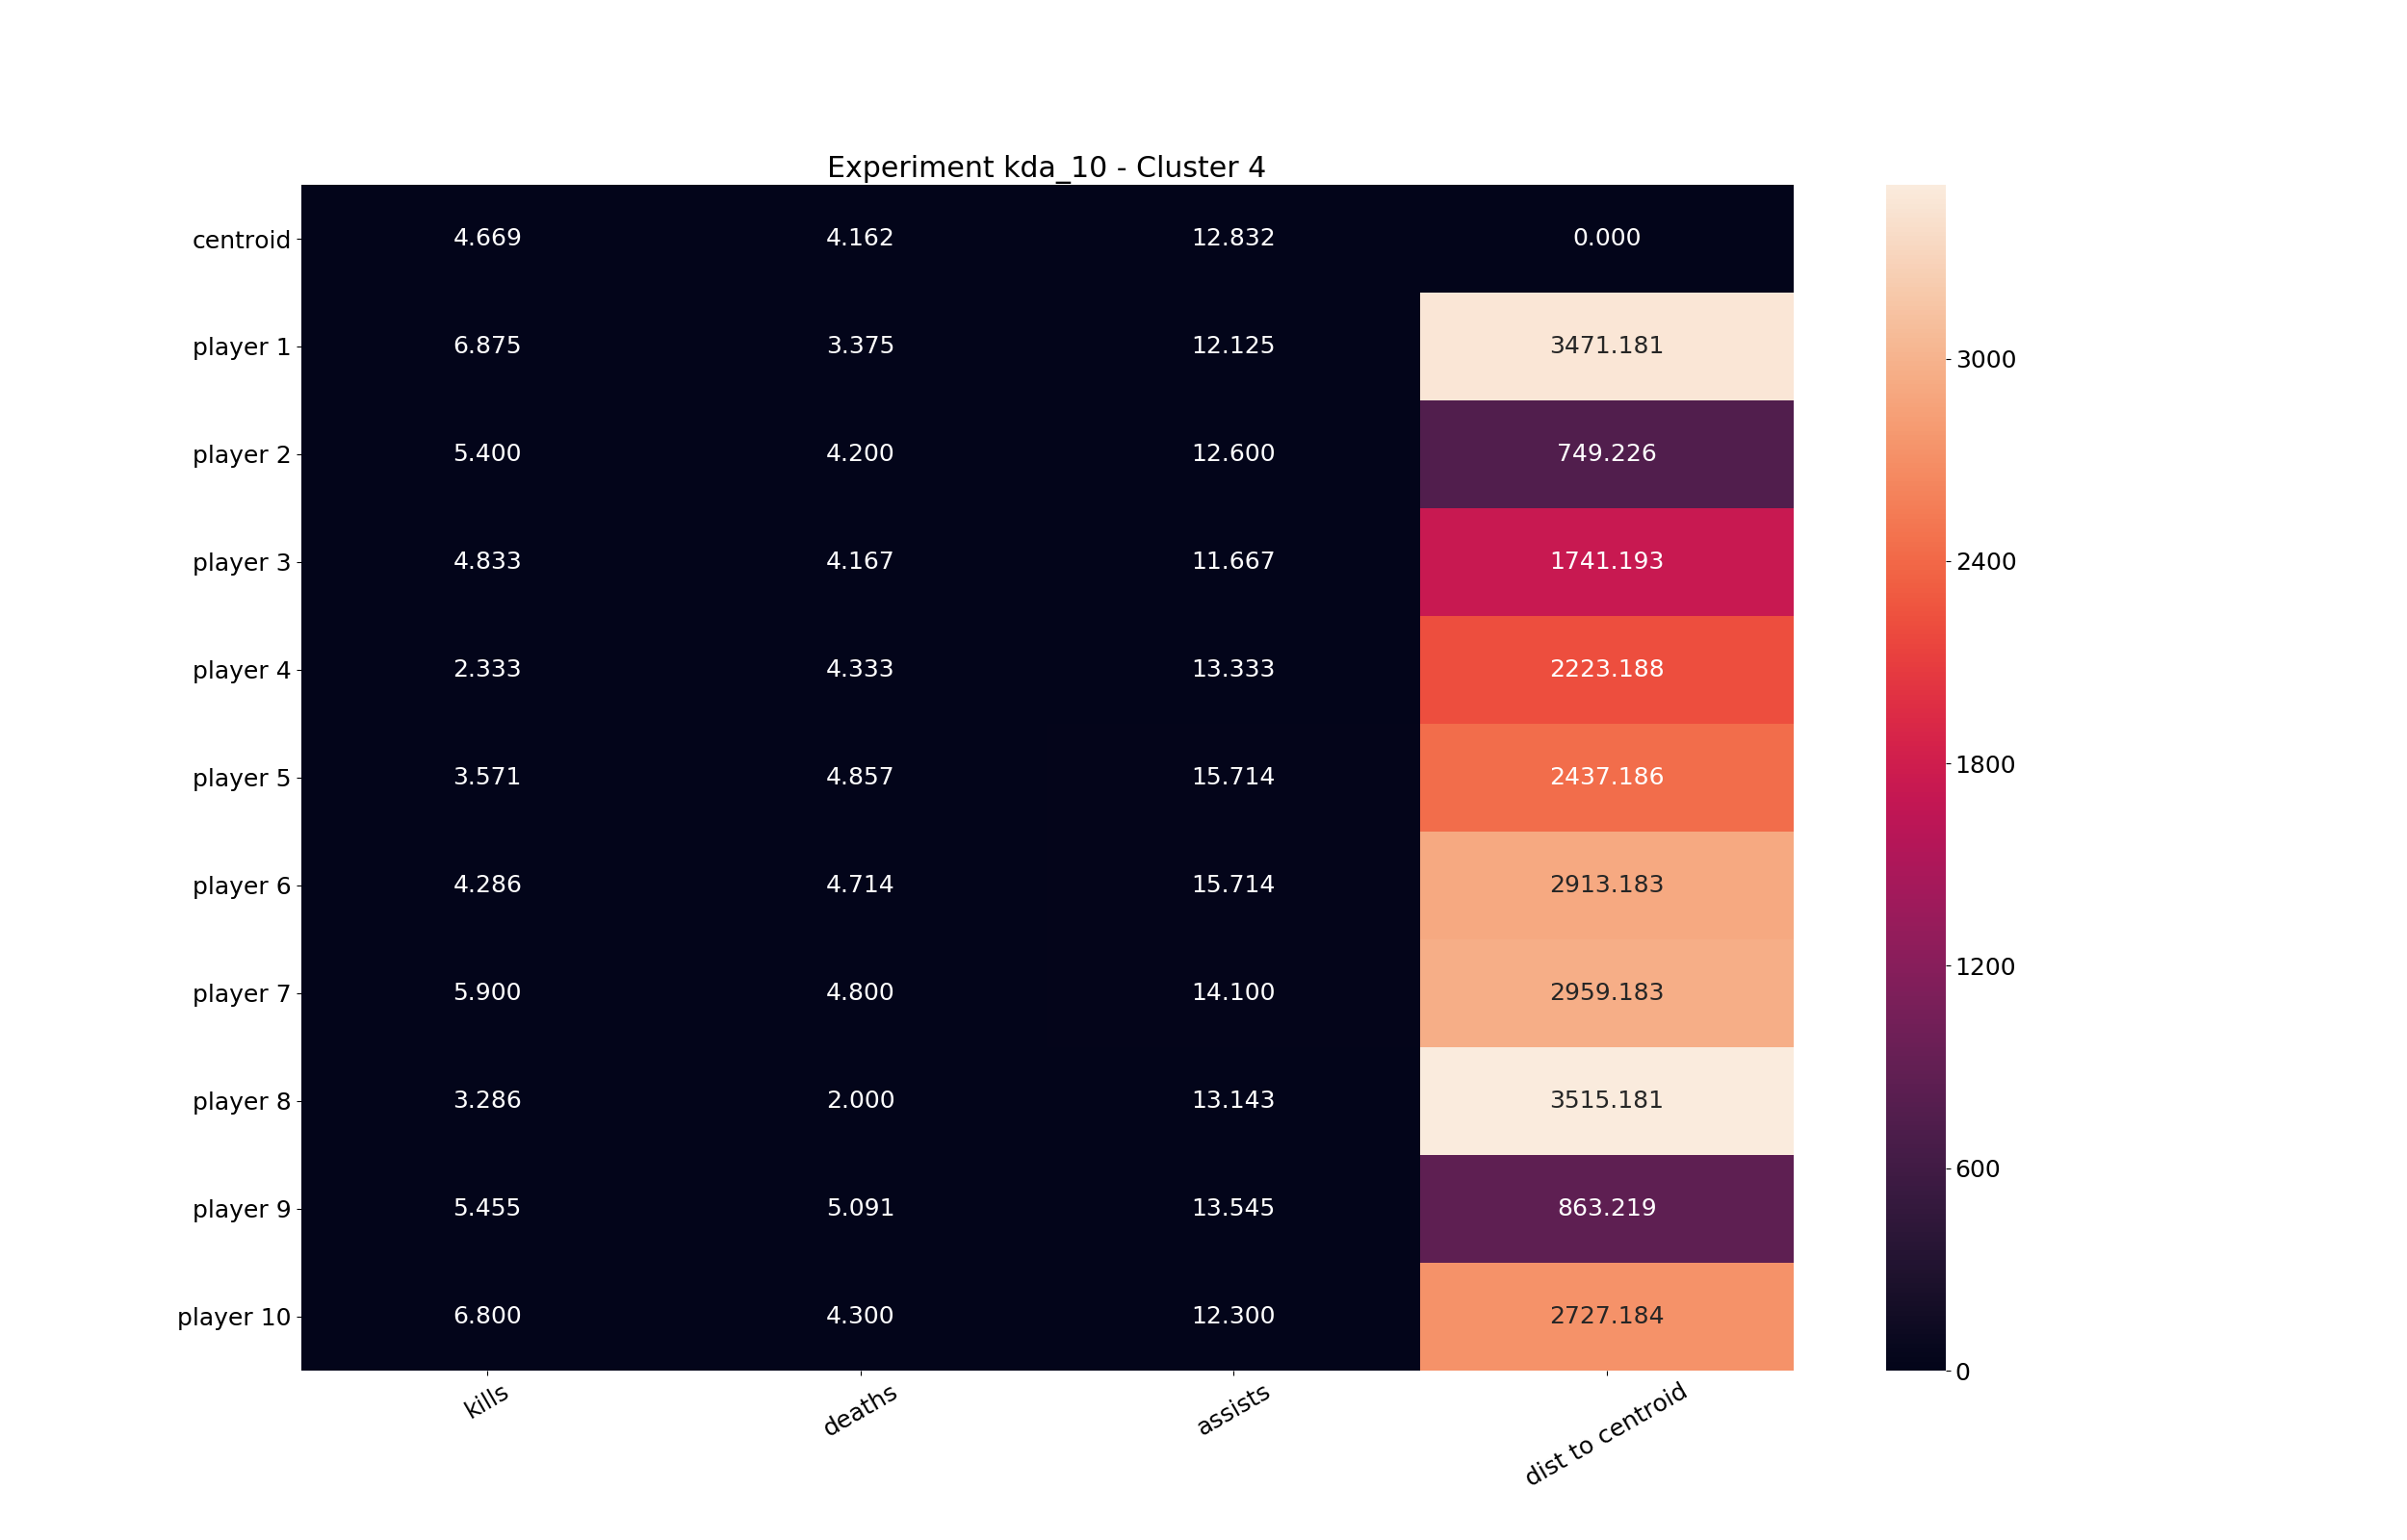 Experiment kda_10 - Cluster 4
centroid 4.669 4.162 12.832 0.000
player 1 6.875 3.375 12.125 3471.181
player 2 5.400 4.200 12.600 749.226
player 3 4.833 4.167 11.667 1741.193
player 4 2.333 4.333 13.333 2223.188
player 5 3.571 4.857 15.714 2437.186
player 6 4.286 4.714 15.714 2913.183
player 7 5.900 4.800 14.100 2959.183
player 8 3.286 2.000 13.143 3515.181
player 9 5.455 5.091 13.545 863.219
player 10 6.800 4.300 12.300 2727.184
kills deaths assists dist to centroid
3000
2400
1800
1200
600
0